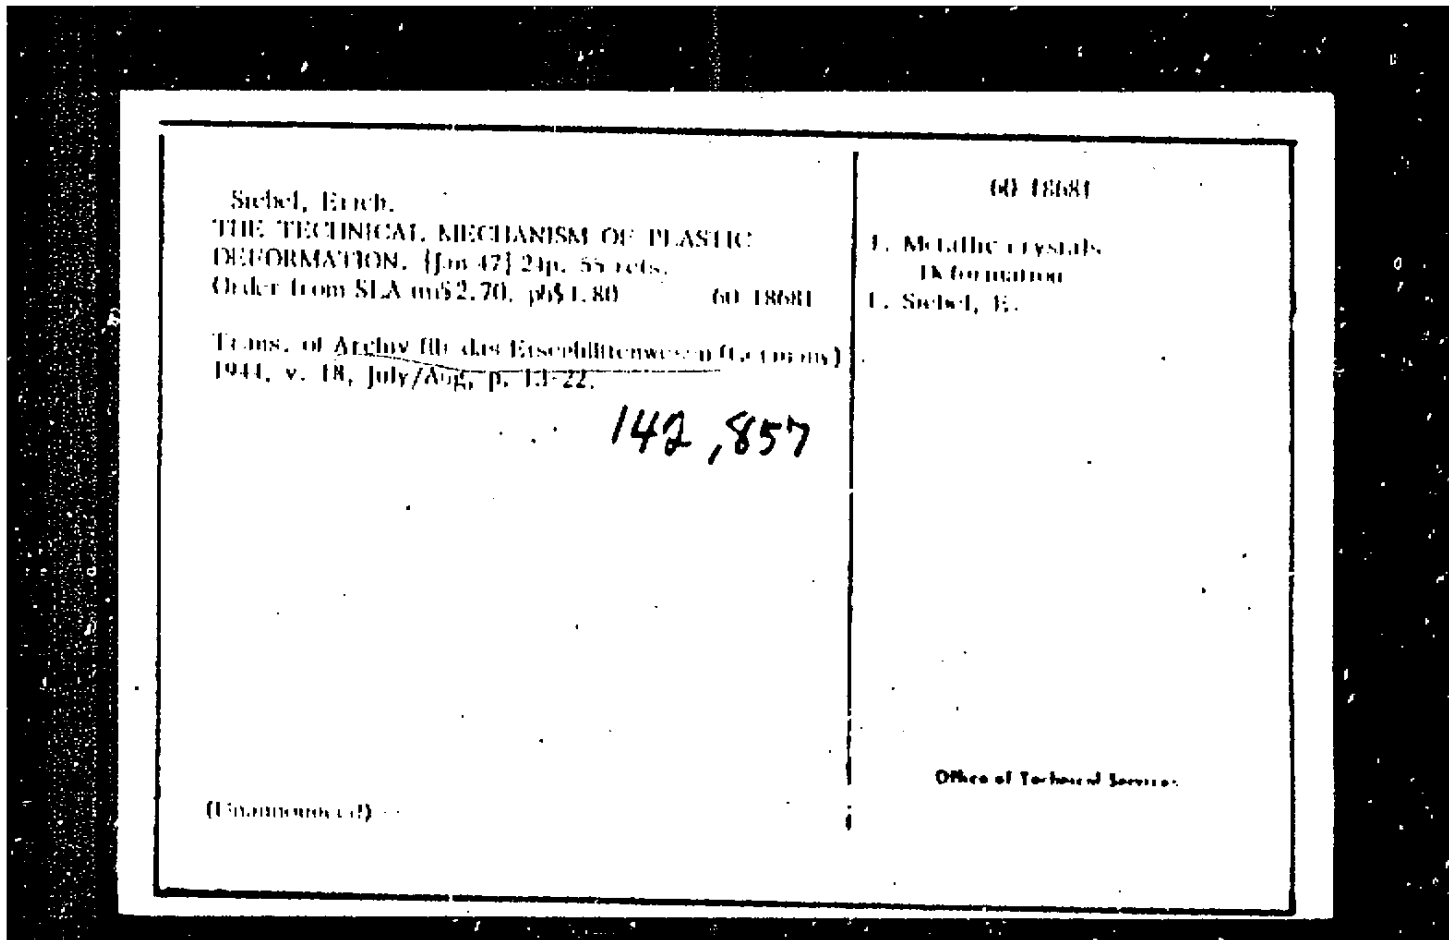 Siebel, Erich.
THE TECHNICAL MECHANISM OF PLASTIC
DEFORMATION. [Jan 47] 24p. 55 refs.
Order from SLA mi$2.70, ph$4.80 60-18681
Trans. of Archiv für das Eisenhüttenwesen (Germany)
1944, v. 18, July/Aug, p. 13-22.
142,857
(Unannounced)
60-18681
1. Metallic crystals--
Deformation
I. Siebel, E.
Office of Technical Services